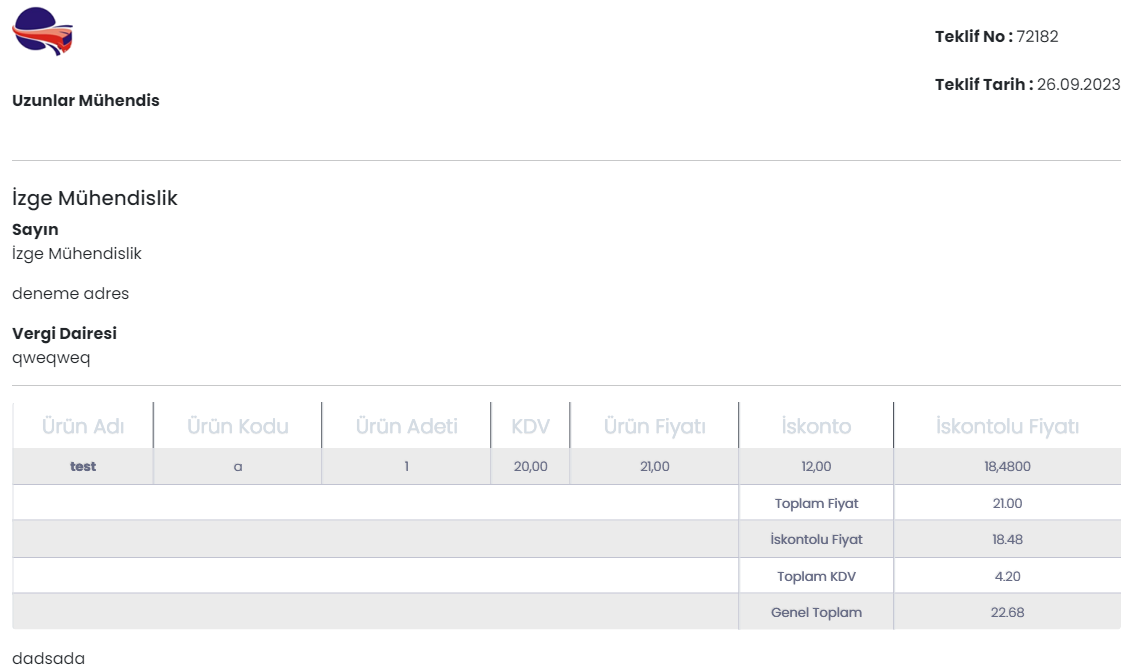 Teklif No : 72182
Teklif Tarih : 26.09.2023
Uzunlar Mühendis
İzge Mühendislik
Sayın
İzge Mühendislik
deneme adres
Vergi Dairesi
qweqweq
Ürün Adı Ürün Kodu Ürün Adeti KDV Ürün Fiyatı İskonto İskontolu Fiyatı
test a 1 20,00 21,00 12,00 18,4800
Toplam Fiyat 21.00
İskontolu Fiyat 18.48
Toplam KDV 4.20
Genel Toplam 22.68
dadsada